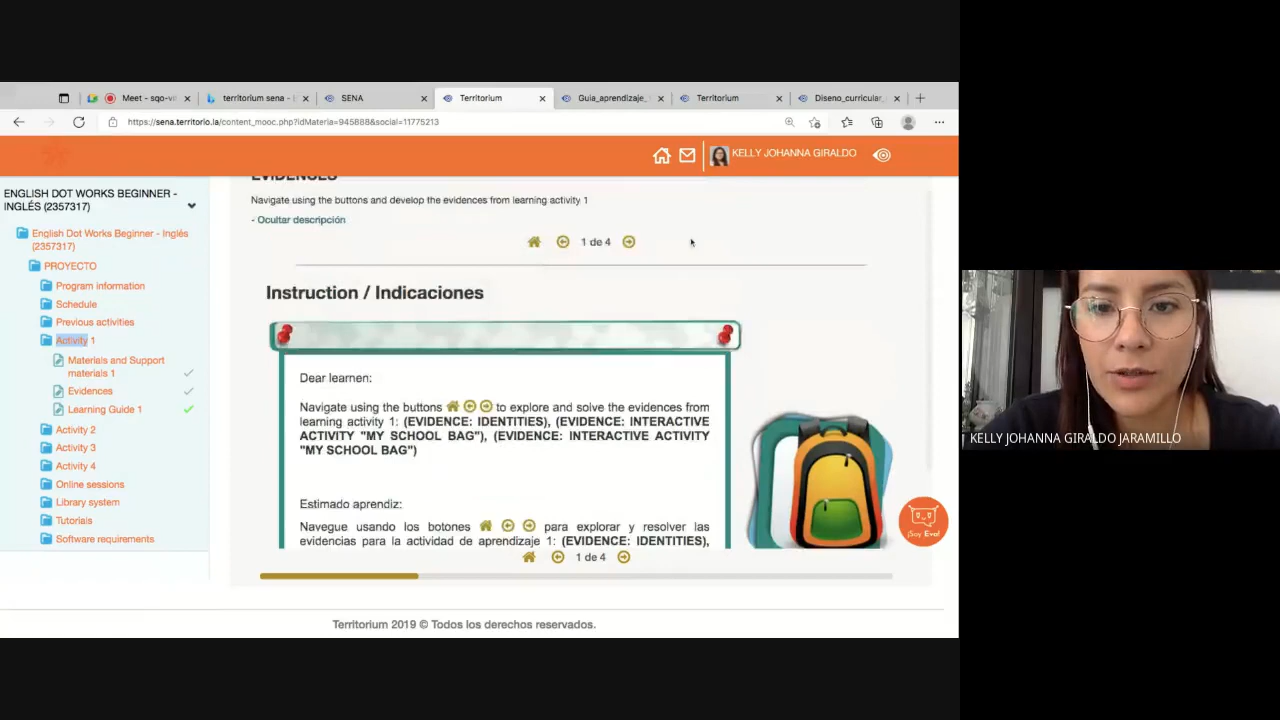 Meet - sqo-vd
territorium sena -
SENA
Territorium
Guia_aprendizaje_
Territorium
Diseno_curricular_
https://sena.territorio.la/content_mooc.php?idMateria=945888&social=11775213
KELLY JOHANNA GIRALDO
ENGLISH DOT WORKS BEGINNER -
INGLÉS (2357317)
English Dot Works Beginner - Inglés
(2357317)
PROYECTO
Program information
Schedule
Previous activities
Activity 1
Materials and Support
materials 1
Evidences
Learning Guide 1
Activity 2
Activity 3
Activity 4
Online sessions
Library system
Tutorials
Software requirements
EVIDENCES
Navigate using the buttons and develop the evidences from learning activity 1
- Ocultar descripción
1 de 4
Instruction / Indicaciones
Dear learnen:
Navigate using the buttons to explore and solve the evidences from
learning activity 1: (EVIDENCE: IDENTITIES), (EVIDENCE: INTERACTIVE
ACTIVITY "MY SCHOOL BAG"), (EVIDENCE: INTERACTIVE ACTIVITY
"MY SCHOOL BAG")
Estimado aprendiz:
Navegue usando los botones para explorar y resolver las
evidencias para la actividad de aprendizaje 1: (EVIDENCE: IDENTITIES),
1 de 4
¡Soy Eva!
Territorium 2019 © Todos los derechos reservados.
KELLY JOHANNA GIRALDO JARAMILLO